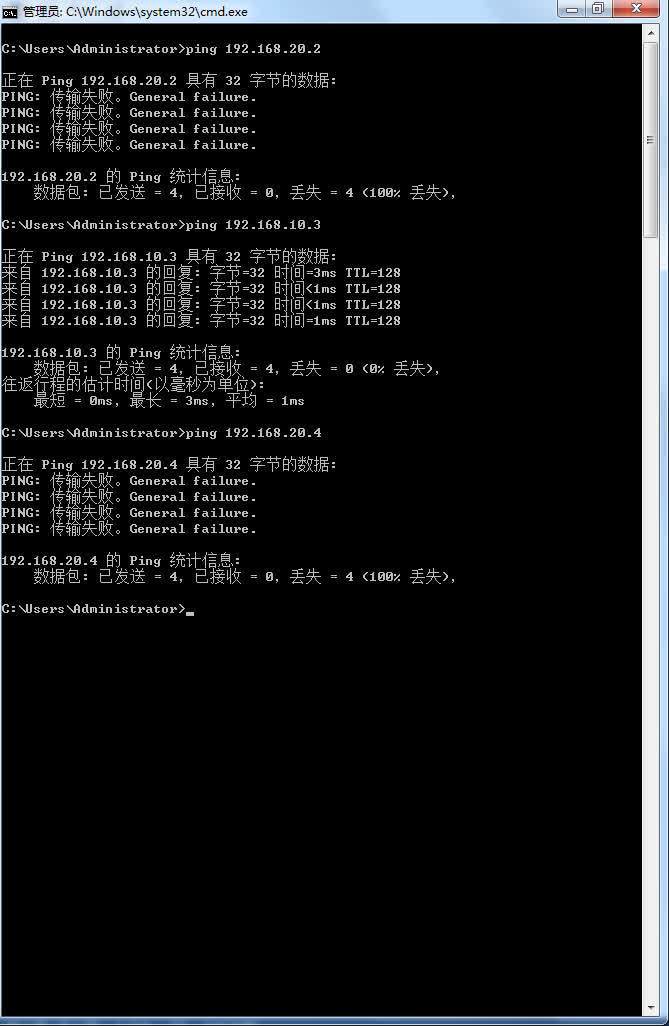 管理员: C:\Windows\system32\cmd.exe
C:\Users\Administrator>ping 192.168.20.2
正在 Ping 192.168.20.2 具有 32 字节的数据:
PING: 传输失败。General failure.
PING: 传输失败。General failure.
PING: 传输失败。General failure.
PING: 传输失败。General failure.
192.168.20.2 的 Ping 统计信息:
    数据包: 已发送 = 4, 已接收 = 0, 丢失 = 4 (100% 丢失),
C:\Users\Administrator>ping 192.168.10.3
正在 Ping 192.168.10.3 具有 32 字节的数据:
来自 192.168.10.3 的回复: 字节=32 时间=3ms TTL=128
来自 192.168.10.3 的回复: 字节=32 时间<1ms TTL=128
来自 192.168.10.3 的回复: 字节=32 时间<1ms TTL=128
来自 192.168.10.3 的回复: 字节=32 时间=1ms TTL=128
192.168.10.3 的 Ping 统计信息:
    数据包: 已发送 = 4, 已接收 = 4, 丢失 = 0 (0% 丢失),
往返行程的估计时间(以毫秒为单位):
    最短 = 0ms, 最长 = 3ms, 平均 = 1ms
C:\Users\Administrator>ping 192.168.20.4
正在 Ping 192.168.20.4 具有 32 字节的数据:
PING: 传输失败。General failure.
PING: 传输失败。General failure.
PING: 传输失败。General failure.
PING: 传输失败。General failure.
192.168.20.4 的 Ping 统计信息:
    数据包: 已发送 = 4, 已接收 = 0, 丢失 = 4 (100% 丢失),
C:\Users\Administrator>